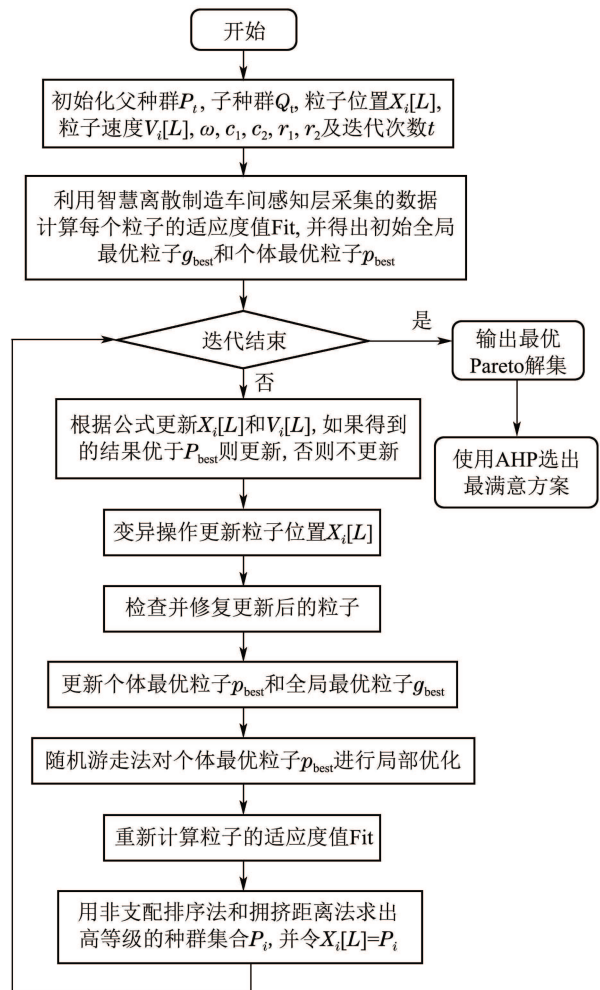 开始
初始化父种群Pₜ, 子种群Qₜ, 粒子位置Xᵢ[L],
粒子速度Vᵢ[L], ω, c₁, c₂, r₁, r₂及迭代次数t
利用智慧离散制造车间感知层采集的数据
计算每个粒子的适应度值Fit, 并得出初始全局
最优粒子g_best和个体最优粒子p_best
迭代结束
是
输出最优
Pareto解集
使用AHP选出
最满意方案
否
根据公式更新Xᵢ[L]和Vᵢ[L], 如果得到
的结果优于P_best则更新, 否则不更新
变异操作更新粒子位置Xᵢ[L]
检查并修复更新后的粒子
更新个体最优粒子p_best和全局最优粒子g_best
随机游走法对个体最优粒子p_best进行局部优化
重新计算粒子的适应度值Fit
用非支配排序法和拥挤距离法求出
高等级的种群集合Pᵢ, 并令Xᵢ[L]=Pᵢ